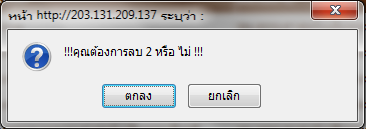 หน้า http://203.131.209.137 ระบุว่า :
!!!คุณต้องการลบ 2 หรือ ไม่ !!!
ตกลง ยกเลิก